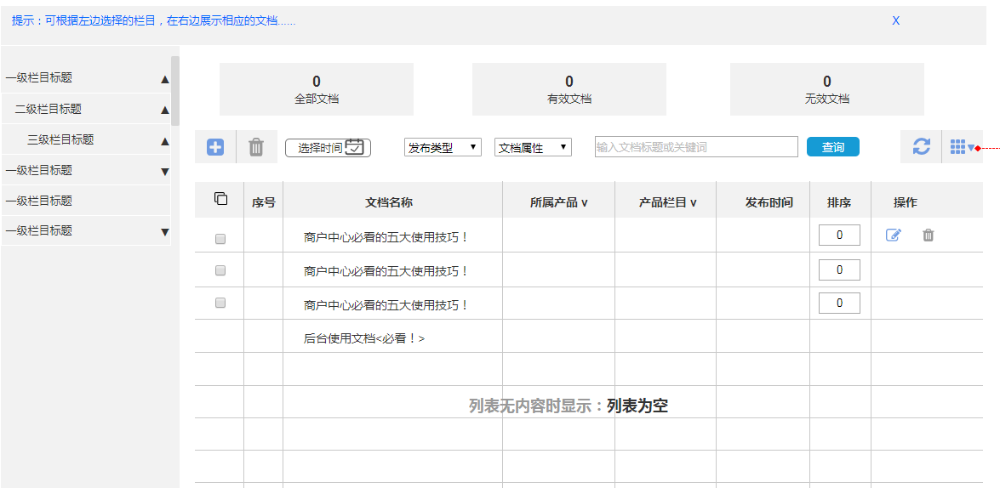 提示：可根据左边选择的栏目，在右边展示相应的文档...... X
一级栏目标题 ▲
二级栏目标题 ▲
三级栏目标题 ▲
一级栏目标题 ▼
一级栏目标题
一级栏目标题 ▼
0
全部文档
0
有效文档
0
无效文档
选择时间 发布类型 ▼ 文档属性 ▼ 输入文档标题或关键词 查询
序号 文档名称 所属产品 v 产品栏目 v 发布时间 排序 操作
商户中心必看的五大使用技巧！ 0
商户中心必看的五大使用技巧！ 0
商户中心必看的五大使用技巧！ 0
后台使用文档<必看！>
列表无内容时显示：列表为空